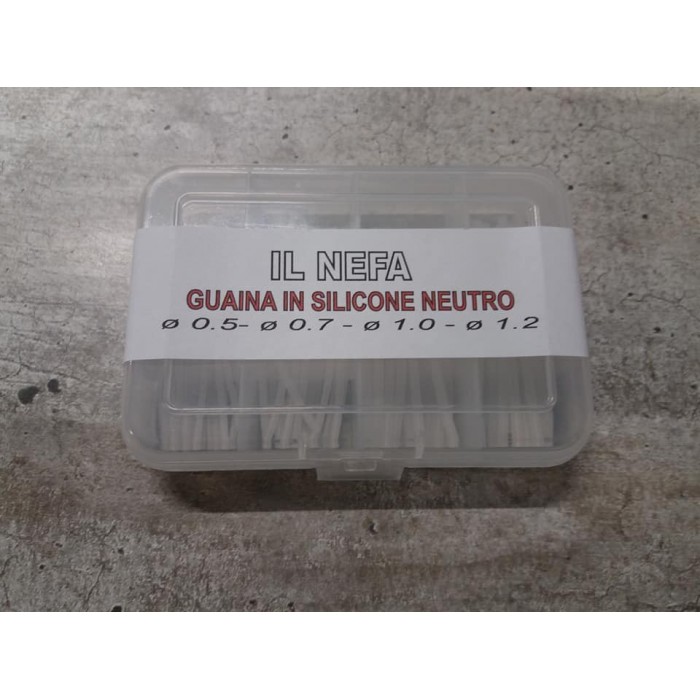 IL NEFA
GUAINA IN SILICONE NEUTRO
ø 0.5- ø 0.7 - ø 1.0 - ø 1.2